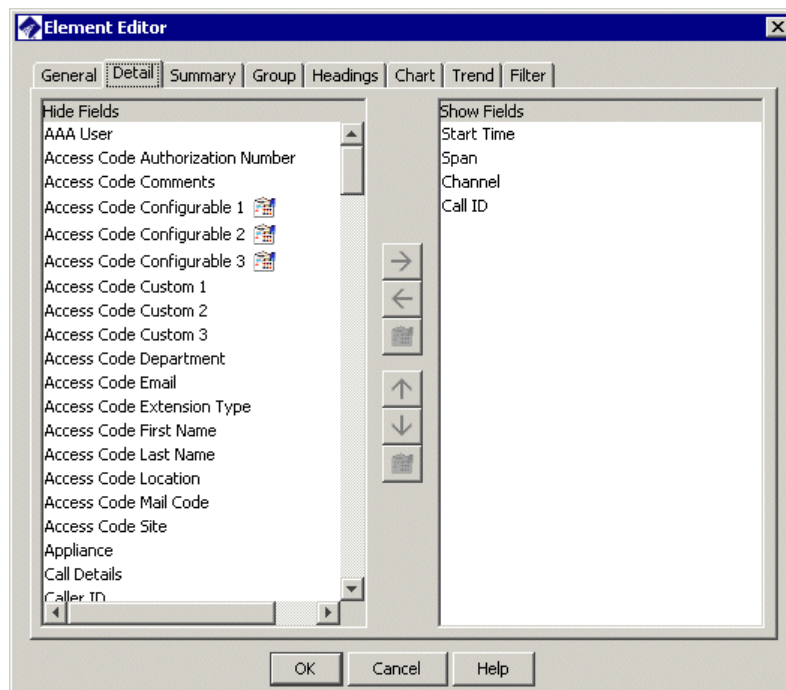 Element Editor
General Detail Summary Group Headings Chart Trend Filter
Hide Fields
AAA User
Access Code Authorization Number
Access Code Comments
Access Code Configurable 1
Access Code Configurable 2
Access Code Configurable 3
Access Code Custom 1
Access Code Custom 2
Access Code Custom 3
Access Code Department
Access Code Email
Access Code Extension Type
Access Code First Name
Access Code Last Name
Access Code Location
Access Code Mail Code
Access Code Site
Appliance
Call Details
Caller ID
Show Fields
Start Time
Span
Channel
Call ID
OK Cancel Help